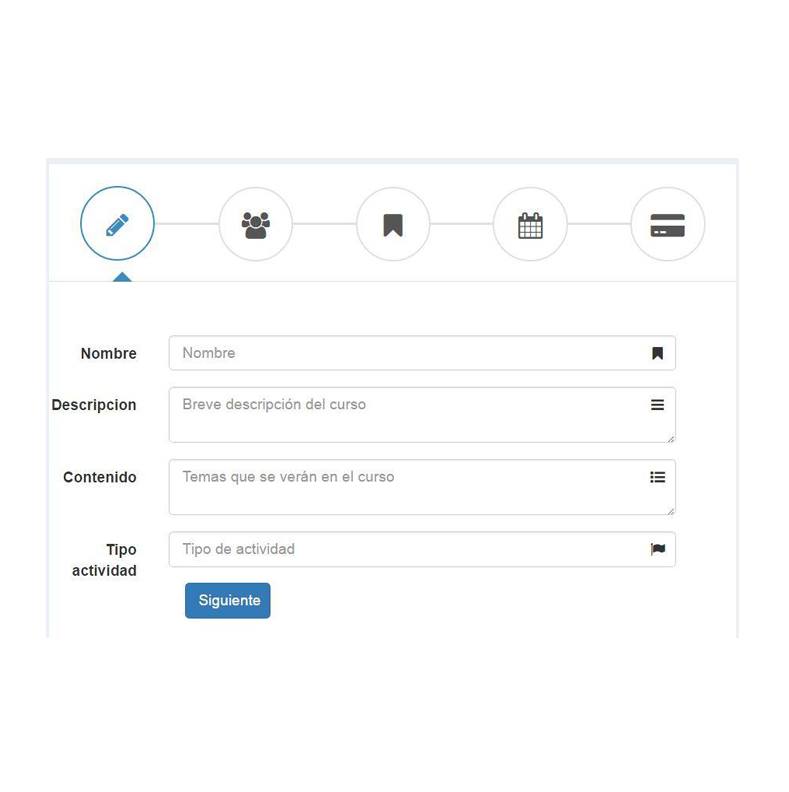 Nombre
Nombre
Descripcion
Breve descripción del curso
Contenido
Temas que se verán en el curso
Tipo
actividad
Tipo de actividad
Siguiente